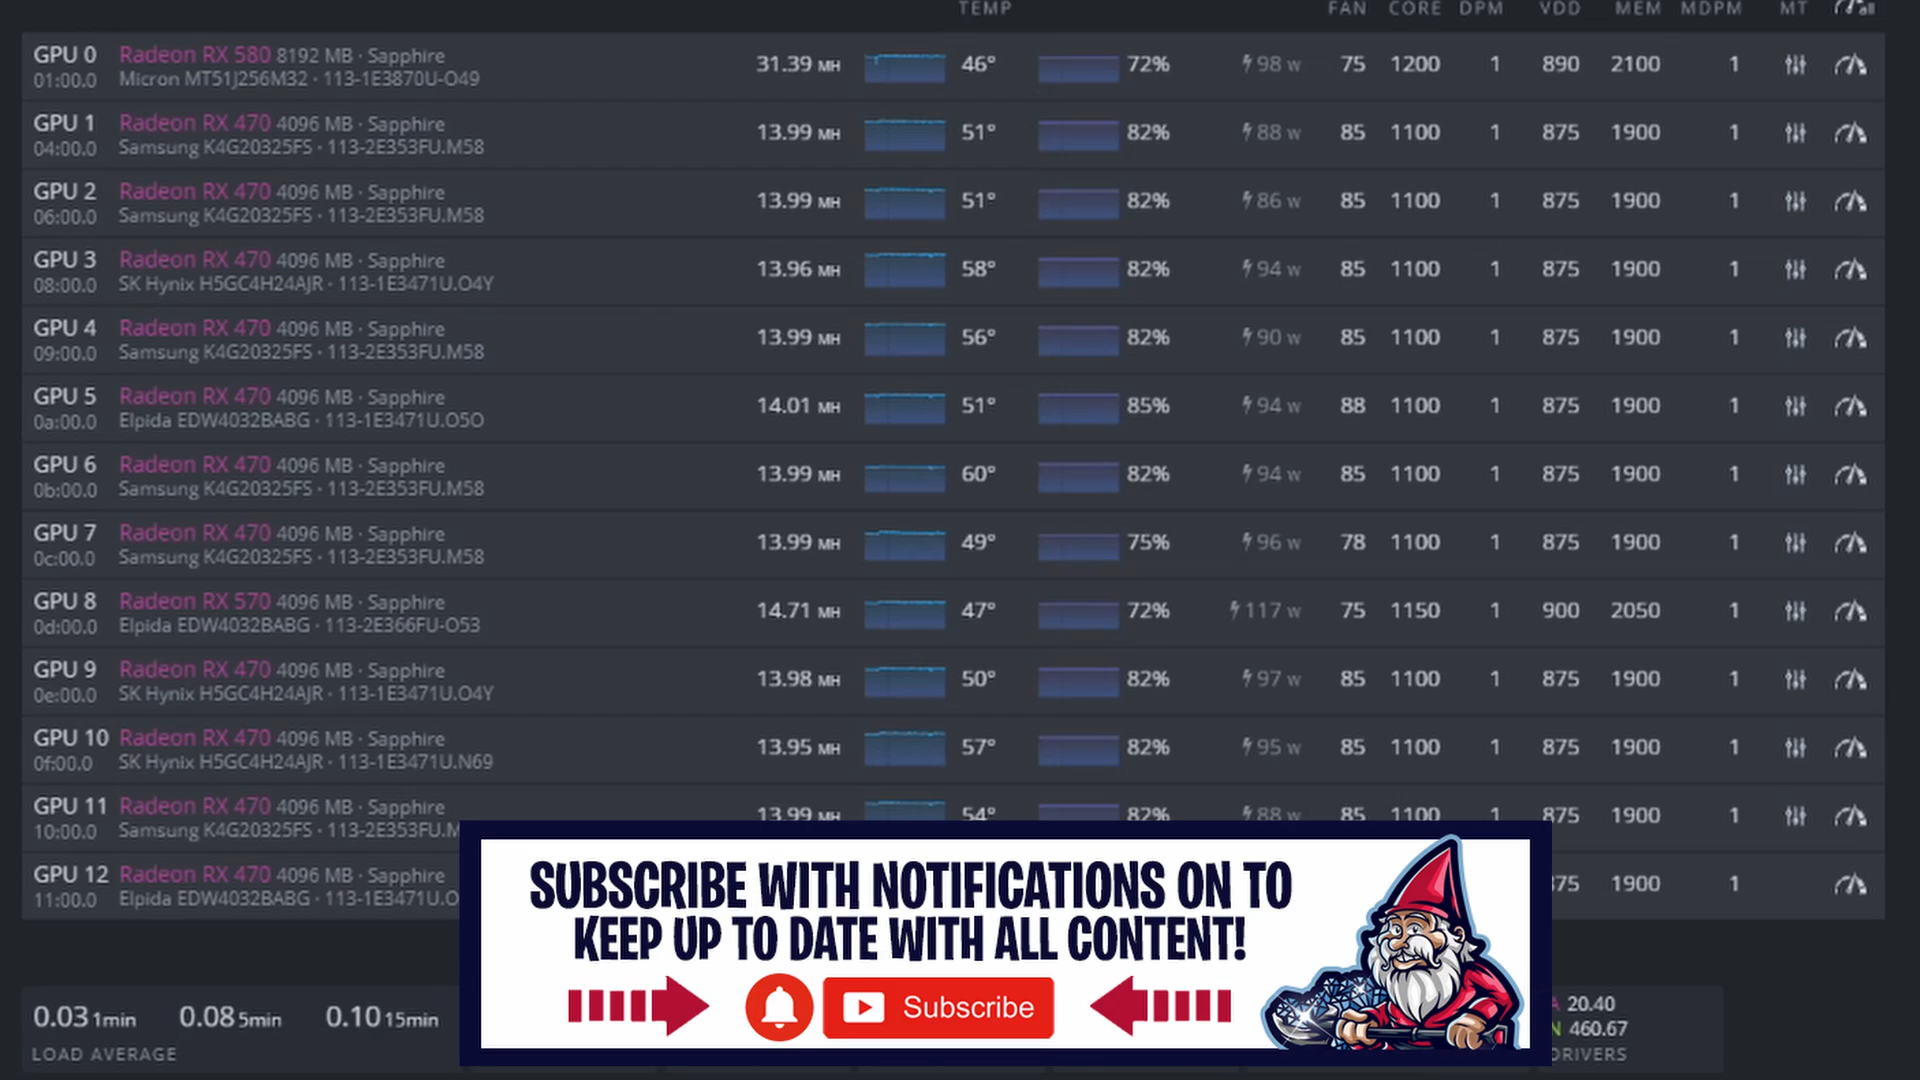 TEMP FAN CORE DPM VDD MEM MDPM MT all
GPU 0 Radeon RX 580 8192 MB · Sapphire 31.39 MH 46° 72% 98 W 75 1200 1 890 2100 1
01:00.0 Micron MT51J256M32 · 113-1E3870U-O49
GPU 1 Radeon RX 470 4096 MB · Sapphire 13.99 MH 51° 82% 88 W 85 1100 1 875 1900 1
04:00.0 Samsung K4G20325FS · 113-2E353FU.M58
GPU 2 Radeon RX 470 4096 MB · Sapphire 13.99 MH 51° 82% 86 W 85 1100 1 875 1900 1
06:00.0 Samsung K4G20325FS · 113-2E353FU.M58
GPU 3 Radeon RX 470 4096 MB · Sapphire 13.96 MH 58° 82% 94 W 85 1100 1 875 1900 1
08:00.0 SK Hynix H5GC4H24AJR · 113-1E3471U.O4Y
GPU 4 Radeon RX 470 4096 MB · Sapphire 13.99 MH 56° 82% 90 W 85 1100 1 875 1900 1
09:00.0 Samsung K4G20325FS · 113-2E353FU.M58
GPU 5 Radeon RX 470 4096 MB · Sapphire 14.01 MH 51° 85% 94 W 88 1100 1 875 1900 1
0a:00.0 Elpida EDW4032BABG · 113-1E3471U.O5O
GPU 6 Radeon RX 470 4096 MB · Sapphire 13.99 MH 60° 82% 94 W 85 1100 1 875 1900 1
0b:00.0 Samsung K4G20325FS · 113-2E353FU.M58
GPU 7 Radeon RX 470 4096 MB · Sapphire 13.99 MH 49° 75% 96 W 78 1100 1 875 1900 1
0c:00.0 Samsung K4G20325FS · 113-2E353FU.M58
GPU 8 Radeon RX 570 4096 MB · Sapphire 14.71 MH 47° 72% 117 W 75 1150 1 900 2050 1
0d:00.0 Elpida EDW4032BABG · 113-2E366FU-O53
GPU 9 Radeon RX 470 4096 MB · Sapphire 13.98 MH 50° 82% 97 W 85 1100 1 875 1900 1
0e:00.0 SK Hynix H5GC4H24AJR · 113-1E3471U.O4Y
GPU 10 Radeon RX 470 4096 MB · Sapphire 13.95 MH 57° 82% 95 W 85 1100 1 875 1900 1
0f:00.0 SK Hynix H5GC4H24AJR · 113-1E3471U.N69
GPU 11 Radeon RX 470 4096 MB · Sapphire 13.99 MH 54° 82% 88 W 85 1100 1 875 1900 1
10:00.0 Samsung K4G20325FS · 113-2E353FU.M
GPU 12 Radeon RX 470 4096 MB · Sapphire 75 1900 1
11:00.0 Elpida EDW4032BABG · 113-1E3471U.O
SUBSCRIBE WITH NOTIFICATIONS ON TO
KEEP UP TO DATE WITH ALL CONTENT!
Subscribe
0.03 1min 0.08 5min 0.10 15min
LOAD AVERAGE
A 20.40
N 460.67
DRIVERS